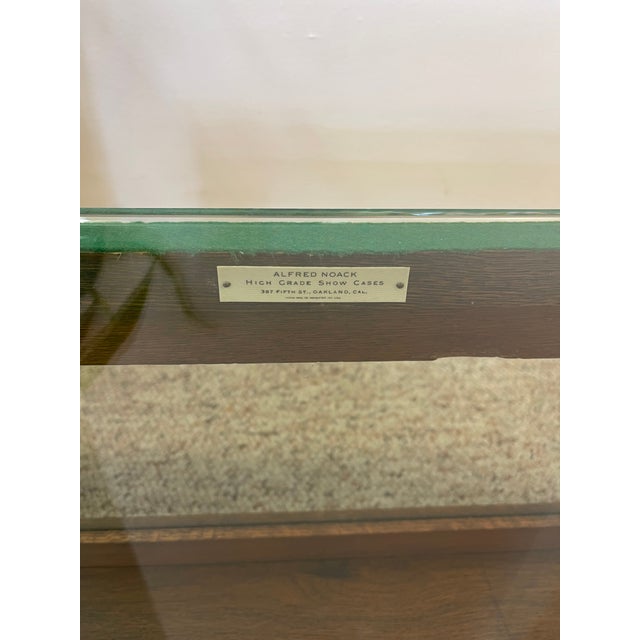 ALFRED NOACK
HIGH GRADE SHOW CASES
387 FIFTH ST., OAKLAND, CAL.